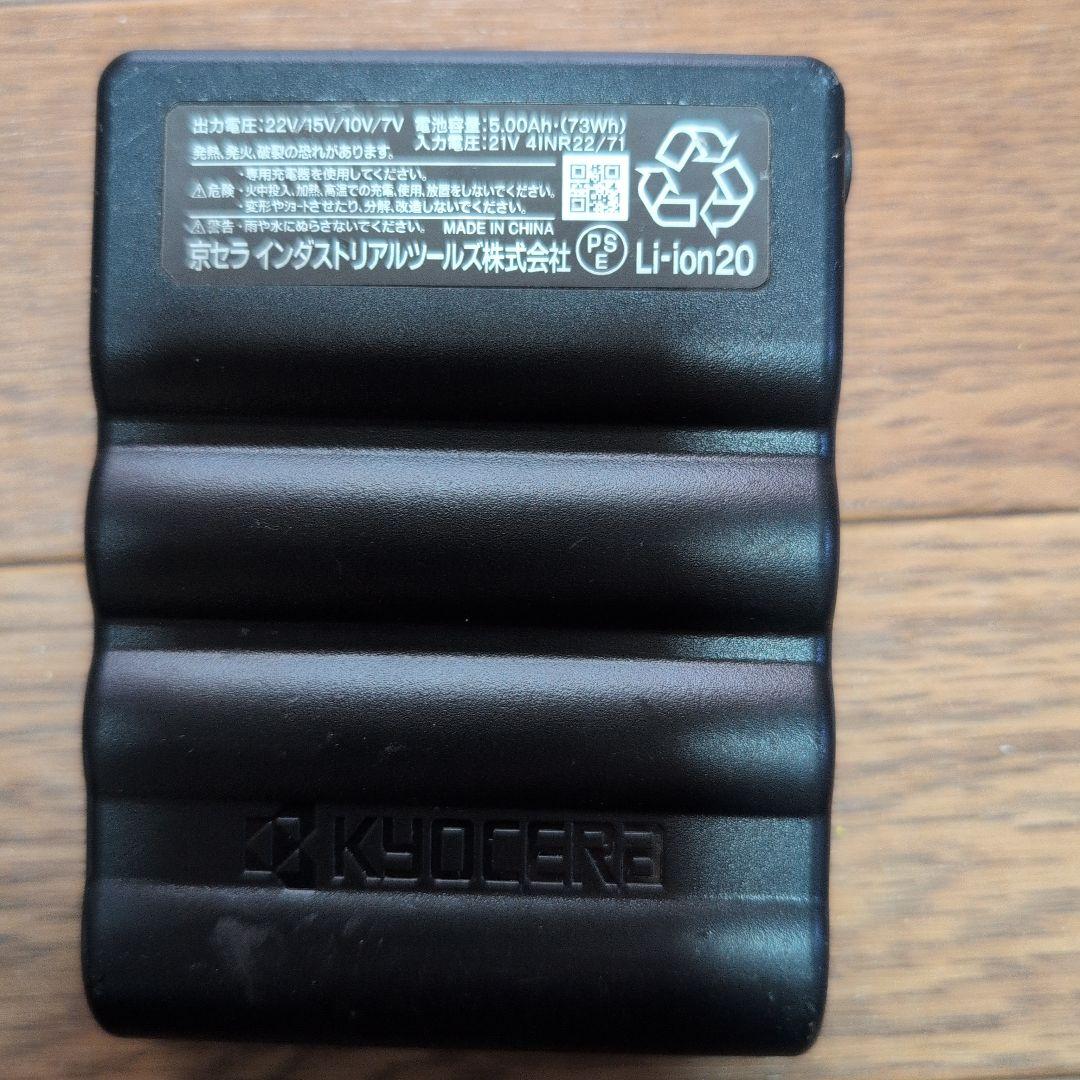 出力電圧:22V/15V/10V/7V 電池容量:5.00Ah·(73Wh)
入力電圧:21V 4INR22/71
発熱、発火、破裂の恐れがあります。
・専用充電器を使用してください。
⚠危険・火中投入、加熱、高温での充電、使用、放置をしないでください。
・変形やショートさせたり、分解、改造しないでください。
⚠警告・雨や水にぬらさないでください。 MADE IN CHINA
京セラ インダストリアルツールズ株式会社 PSE Li-ion20
KYOCERA